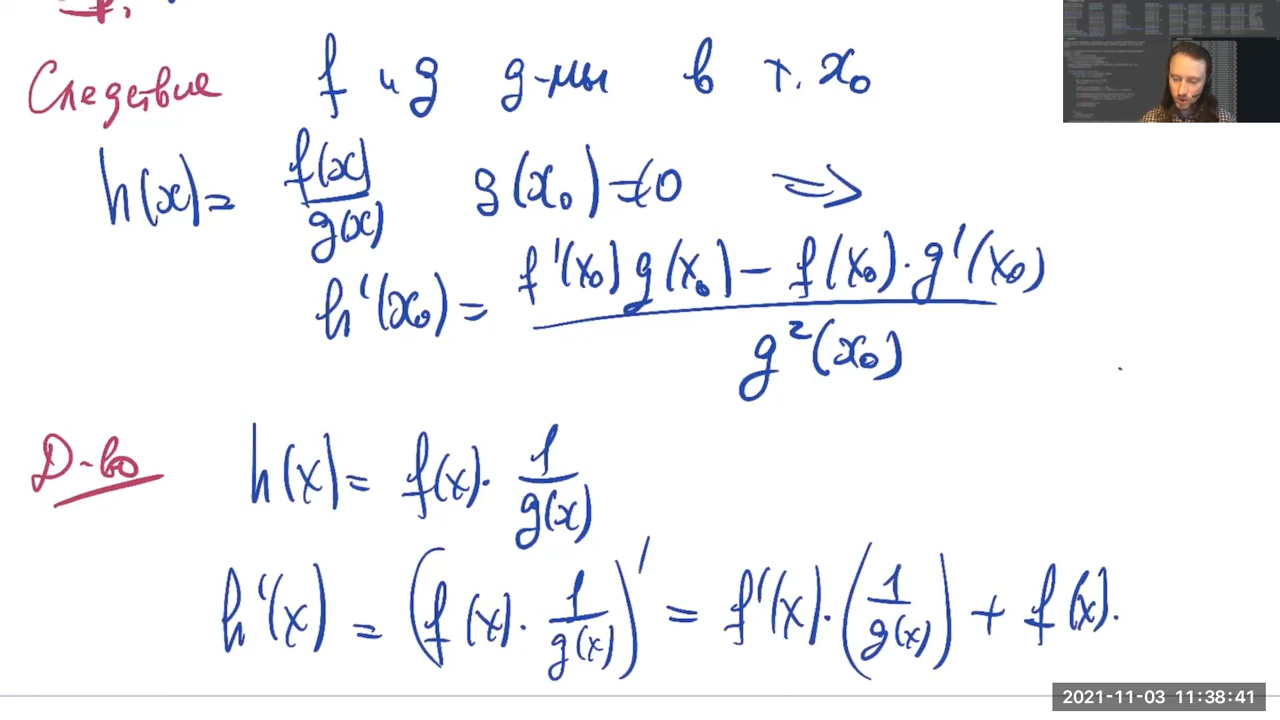 Следствие f и g д-мы в т. x₀
h(x) = f(x)/g(x) g(x₀) ≠ 0 ⇒
h'(x₀) = (f'(x₀) g(x₀) − f(x₀) · g'(x₀)) / g²(x₀)
Д-во h(x) = f(x) · 1/g(x)
h'(x) = (f(x) · 1/g(x))' = f'(x) · (1/g(x)) + f(x) ·
2021-11-03 11:38:41